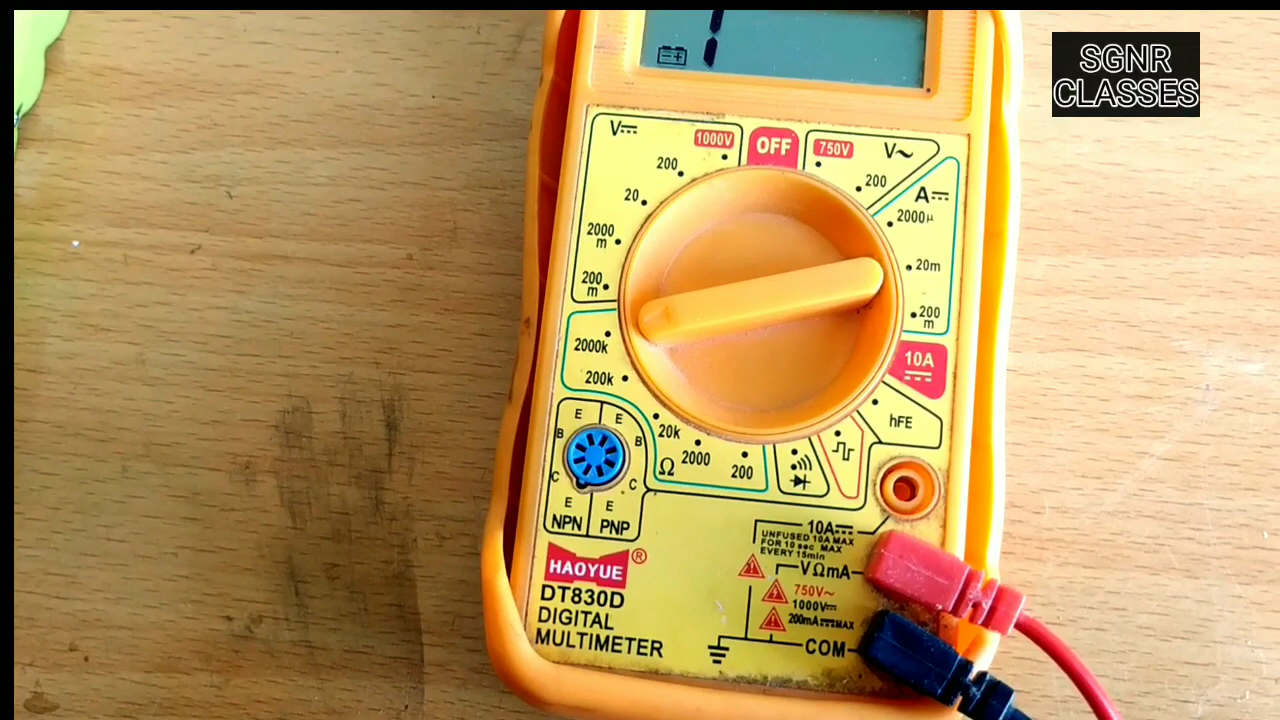 SGNR
CLASSES
1
V⎓
1000V
OFF
750V
V~
200
200
20
2000
m
200
m
A⎓
2000µ
20m
200
m
10A
hFE
2000k
200k
20k
2000
200
Ω
E
E
B
B
C
C
E
E
NPN
PNP
HAOYUE®
DT830D
DIGITAL
MULTIMETER
10A⎓
UNFUSED 10A MAX
FOR 10 sec MAX
EVERY 15min
VΩmA
750V~
1000V⎓
200mA⎓MAX
COM